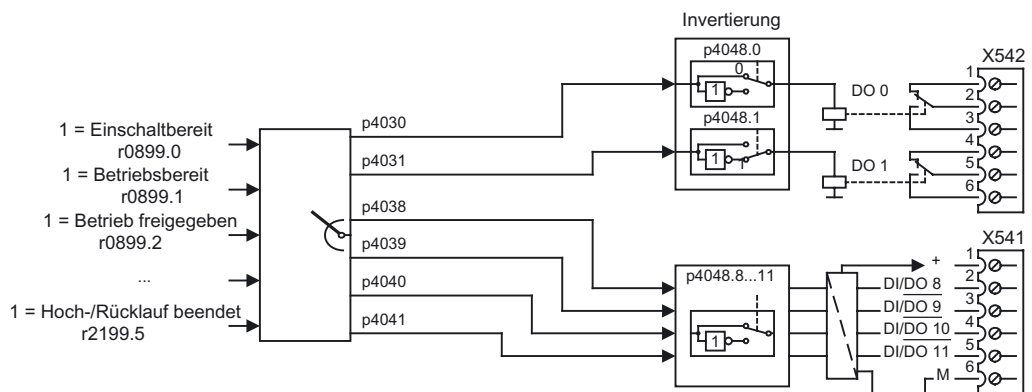 Invertierung
p4048.0
0
1
X542
1
2
3
4
5
6
DO 0
p4048.1
1
1
DO 1
1 = Einschaltbereit
r0899.0
1 = Betriebsbereit
r0899.1
1 = Betrieb freigegeben
r0899.2
...
1 = Hoch-/Rücklauf beendet
r2199.5
p4030
p4031
p4038
p4039
p4040
p4041
p4048.8...11
1
X541
1
2
3
4
5
6
+
DI/DO 8
DI/DO 9
DI/DO 10
DI/DO 11
M